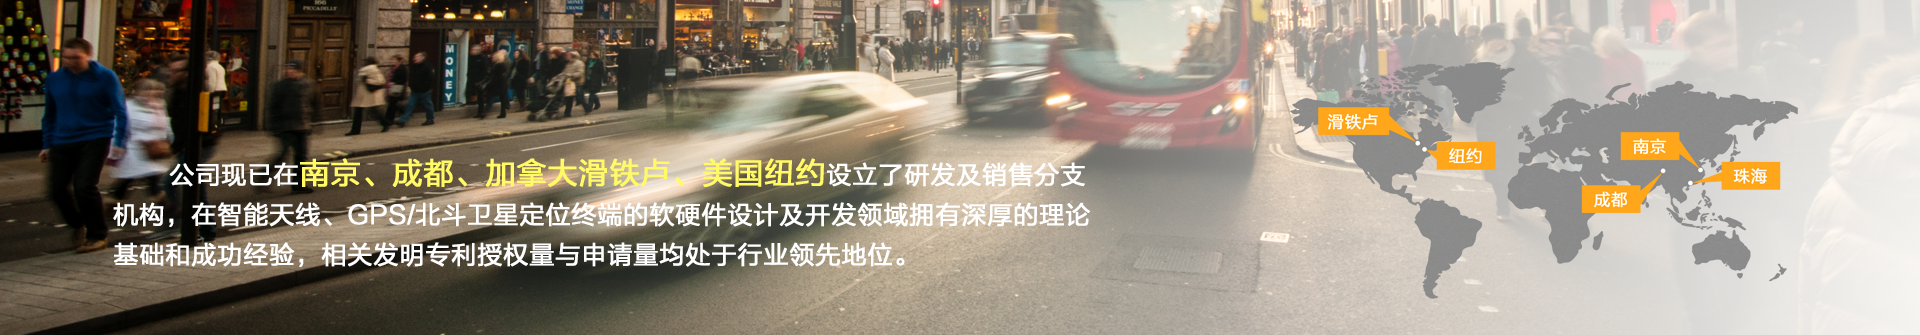 186
PICCADILLY
MONEY
公司现已在南京、成都、加拿大滑铁卢、美国纽约设立了研发及销售分支
机构，在智能天线、GPS/北斗卫星定位终端的软硬件设计及开发领域拥有深厚的理论
基础和成功经验，相关发明专利授权量与申请量均处于行业领先地位。
滑铁卢
纽约
南京
成都
珠海